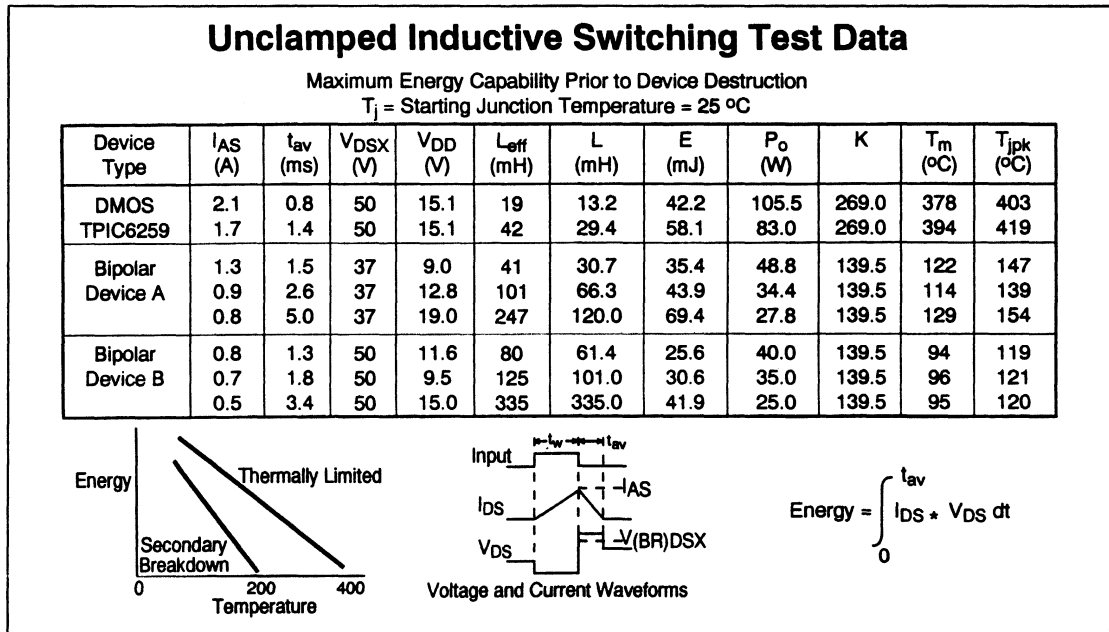 Unclamped Inductive Switching Test Data
Maximum Energy Capability Prior to Device Destruction
Tj = Starting Junction Temperature = 25 ºC
Device Type | IAS (A) | tav (ms) | VDSX (V) | VDD (V) | Leff (mH) | L (mH) | E (mJ) | Po (W) | K | Tm (ºC) | Tjpk (ºC)
DMOS 2.1 0.8 50 15.1 19 13.2 42.2 105.5 269.0 378 403
TPIC6259 1.7 1.4 50 15.1 42 29.4 58.1 83.0 269.0 394 419
Bipolar 1.3 1.5 37 9.0 41 30.7 35.4 48.8 139.5 122 147
Device A 0.9 2.6 37 12.8 101 66.3 43.9 34.4 139.5 114 139
0.8 5.0 37 19.0 247 120.0 69.4 27.8 139.5 129 154
Bipolar 0.8 1.3 50 11.6 80 61.4 25.6 40.0 139.5 94 119
Device B 0.7 1.8 50 9.5 125 101.0 30.6 35.0 139.5 96 121
0.5 3.4 50 15.0 335 335.0 41.9 25.0 139.5 95 120
Energy
Thermally Limited
Secondary
Breakdown
0 200 400
Temperature
tw tav
Input
IAS
IDS
V(BR)DSX
VDS
Voltage and Current Waveforms
tav
Energy = ∫ IDS * VDS dt
0